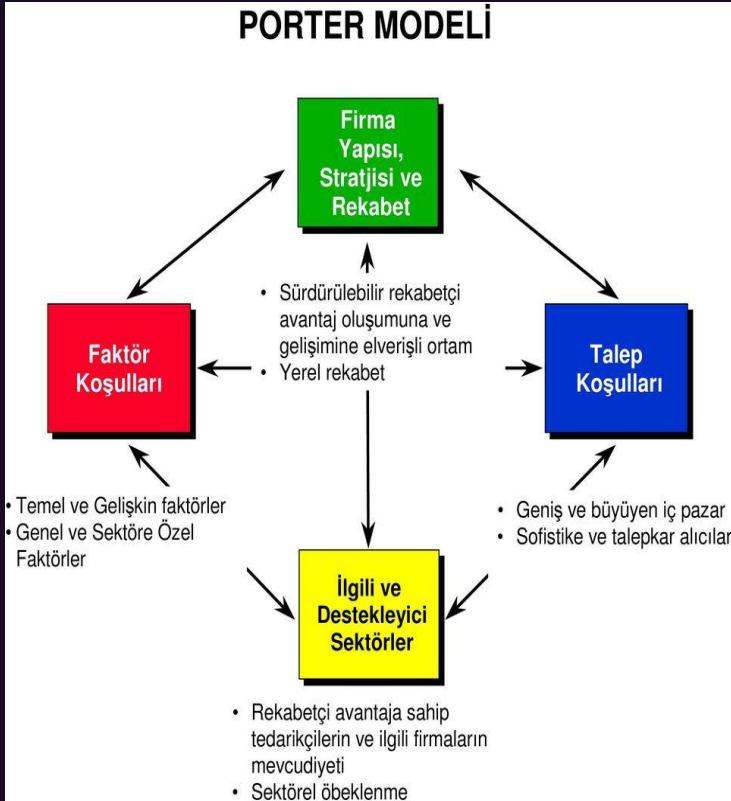 PORTER MODELİ
Firma
Yapısı,
Stratjisi ve
Rekabet
• Sürdürülebilir rekabetçi
avantaj oluşumuna ve
gelişimine elverişli ortam
• Yerel rekabet
Faktör
Koşulları
Talep
Koşulları
• Temel ve Gelişkin faktörler
• Genel ve Sektöre Özel
Faktörler
• Geniş ve büyüyen iç pazar
• Sofistike ve talepkar alıcılar
İlgili ve
Destekleyici
Sektörler
• Rekabetçi avantaja sahip
tedarikçilerin ve ilgili firmaların
mevcudiyeti
• Sektörel öbeklenme